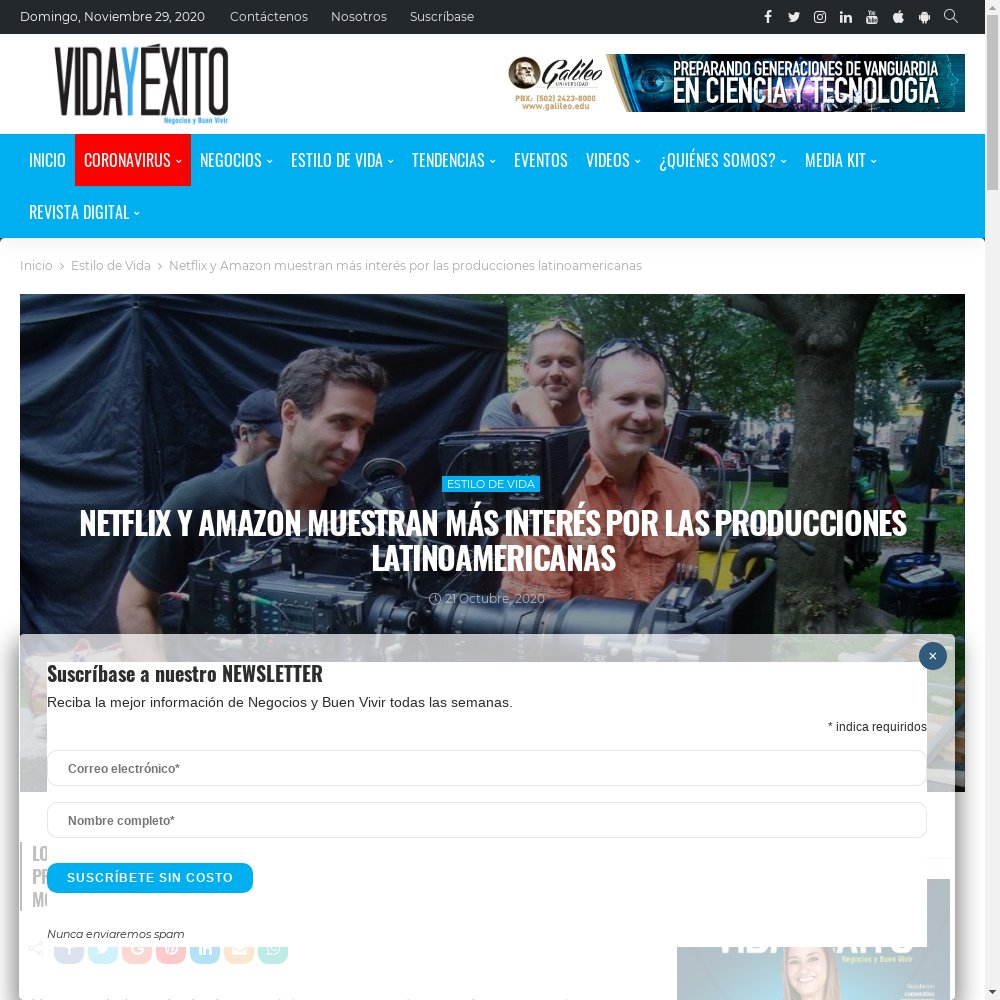 Domingo, Noviembre 29, 2020 Contáctenos Nosotros Suscríbase
VIDAYÉXITO
Negocios y Buen Vivir
Galileo
UNIVERSIDAD
PBX: (502) 2423-8000
www.galileo.edu
PREPARANDO GENERACIONES DE VANGUARDIA
EN CIENCIA Y TECNOLOGÍA
INICIO CORONAVIRUS NEGOCIOS ESTILO DE VIDA TENDENCIAS EVENTOS VIDEOS ¿QUIÉNES SOMOS? MEDIA KIT
REVISTA DIGITAL
Inicio > Estilo de Vida > Netflix y Amazon muestran más interés por las producciones latinoamericanas
ESTILO DE VIDA
NETFLIX Y AMAZON MUESTRAN MÁS INTERÉS POR LAS PRODUCCIONES
LATINOAMERICANAS
21 Octubre, 2020
Suscríbase a nuestro NEWSLETTER
×
Reciba la mejor información de Negocios y Buen Vivir todas las semanas.
* indica requiridos
Correo electrónico*
Nombre completo*
SUSCRÍBETE SIN COSTO
Nunca enviaremos spam
Negocios y Buen Vivir
Reputación
corporativa